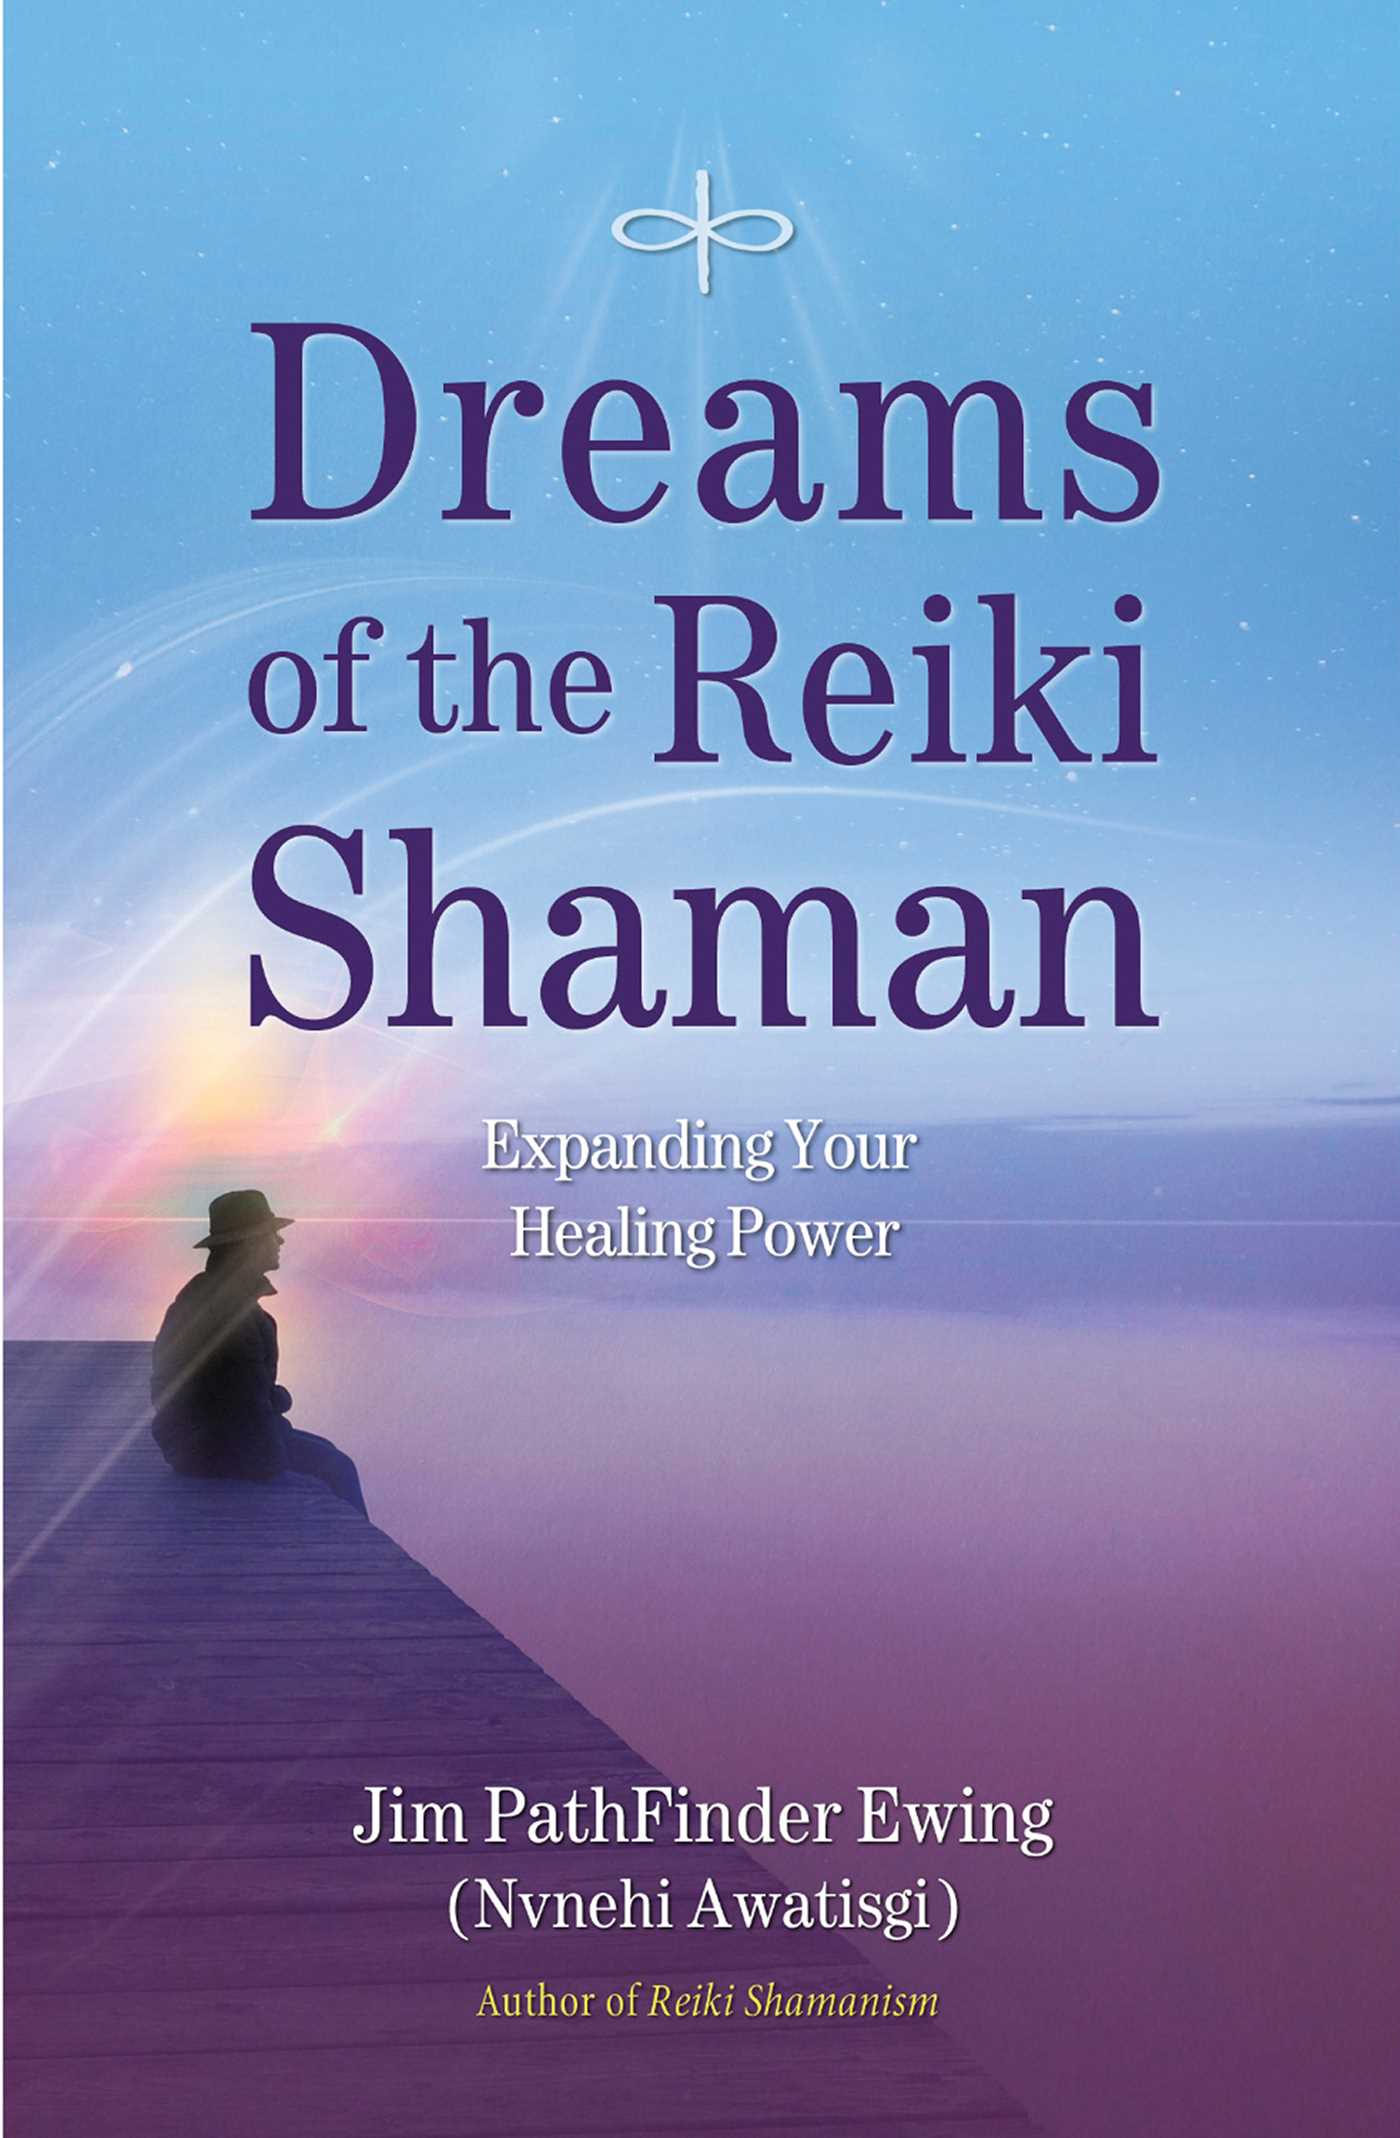 Dreams
of the Reiki
Shaman
Expanding Your
Healing Power
Jim PathFinder Ewing
(Nvnehi Awatisgi)
Author of Reiki Shamanism